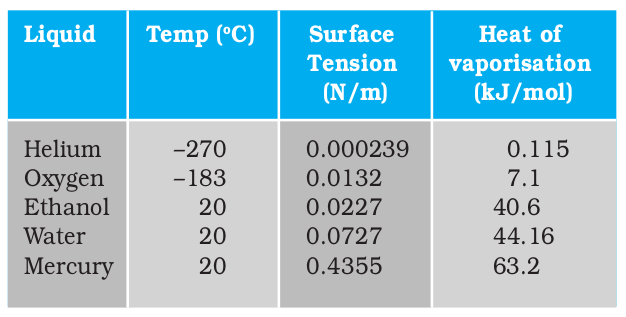 Liquid Temp (ºC) Surface Tension (N/m) Heat of vaporisation (kJ/mol)
Helium –270 0.000239 0.115
Oxygen –183 0.0132 7.1
Ethanol 20 0.0227 40.6
Water 20 0.0727 44.16
Mercury 20 0.4355 63.2